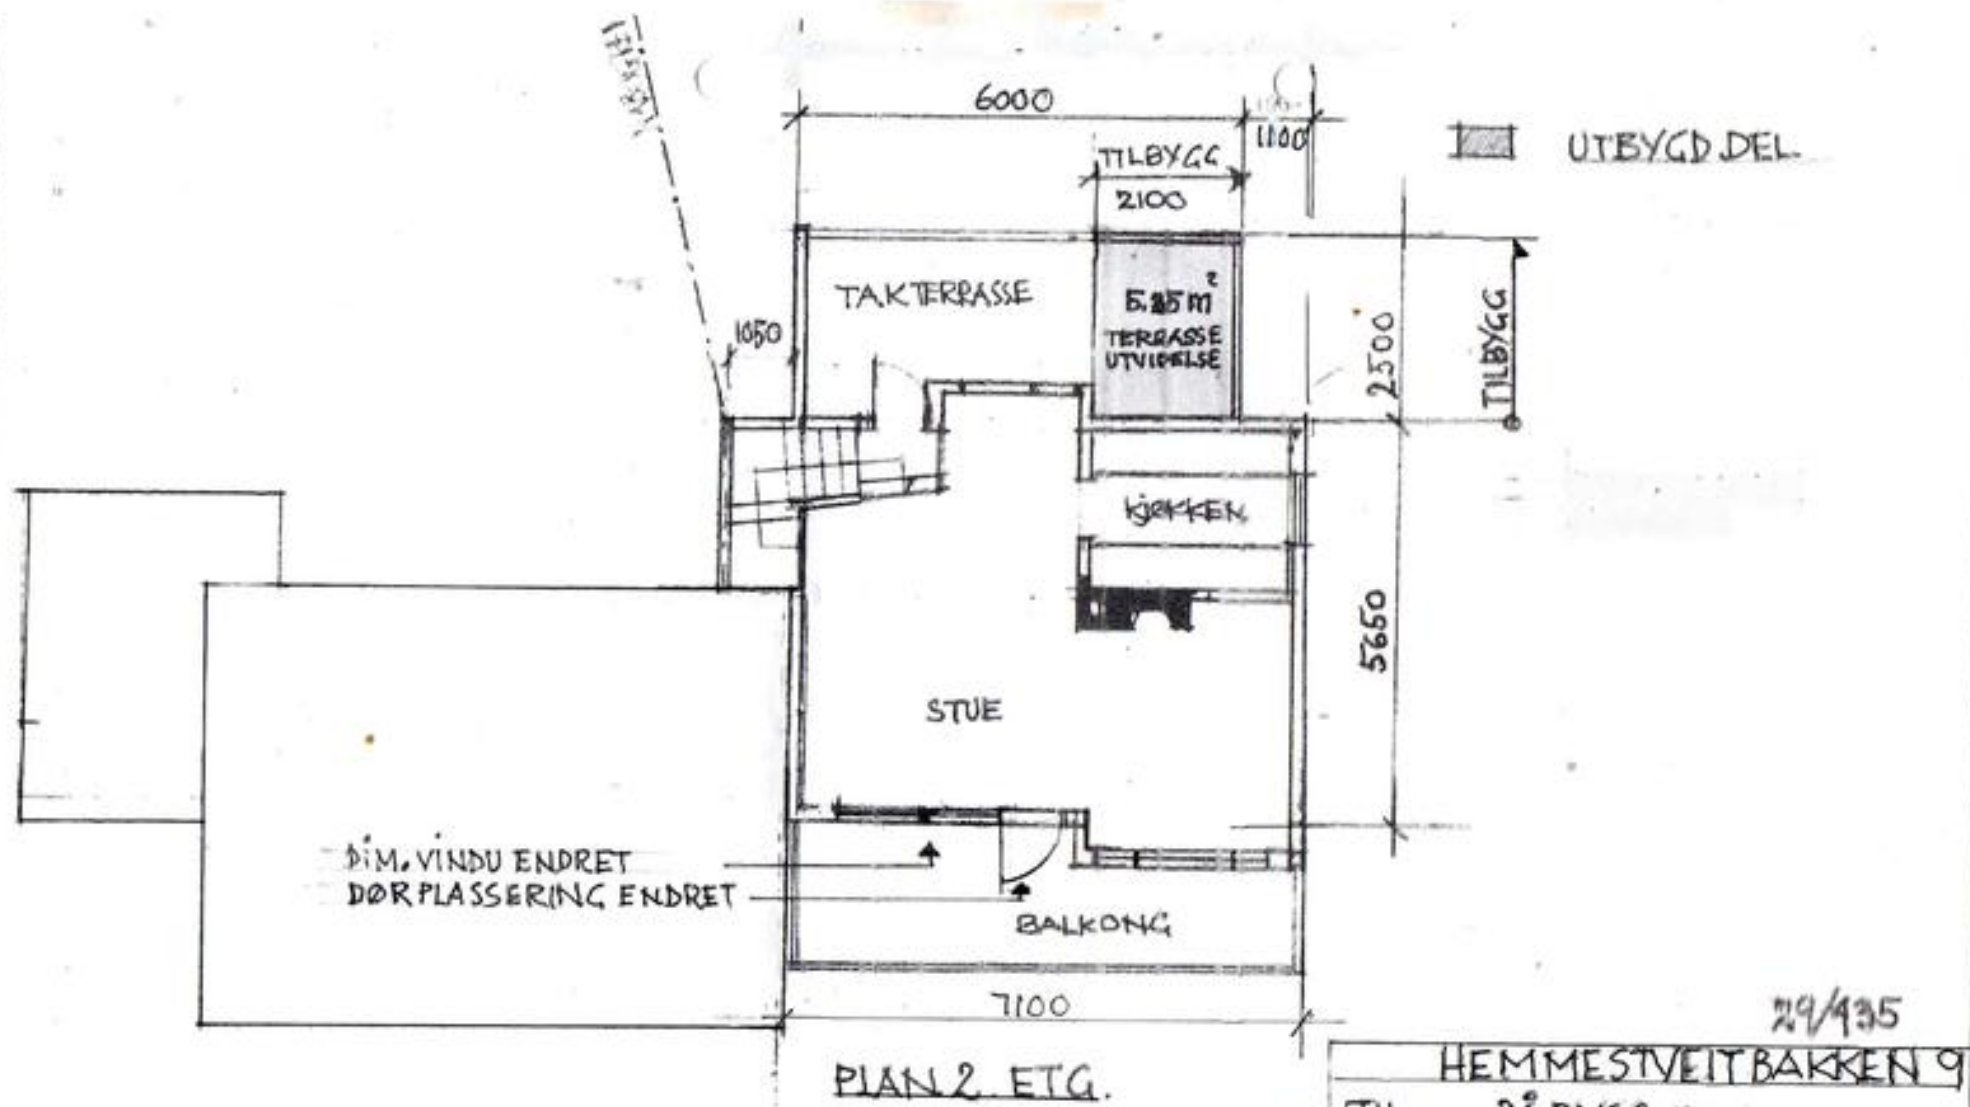 6000
1100
TILBYGG
2100
UTBYGD DEL.
TAKTERRASSE
5.25 m²
TERRASSE
UTVIDELSE
1050
2500
TILBYGG
KJØKKEN
5650
STUE
DIM. VINDU ENDRET
DØRPLASSERING ENDRET
BALKONG
7100
29/435
PLAN 2. ETG.
HEMMESTVEITBAKKEN 9